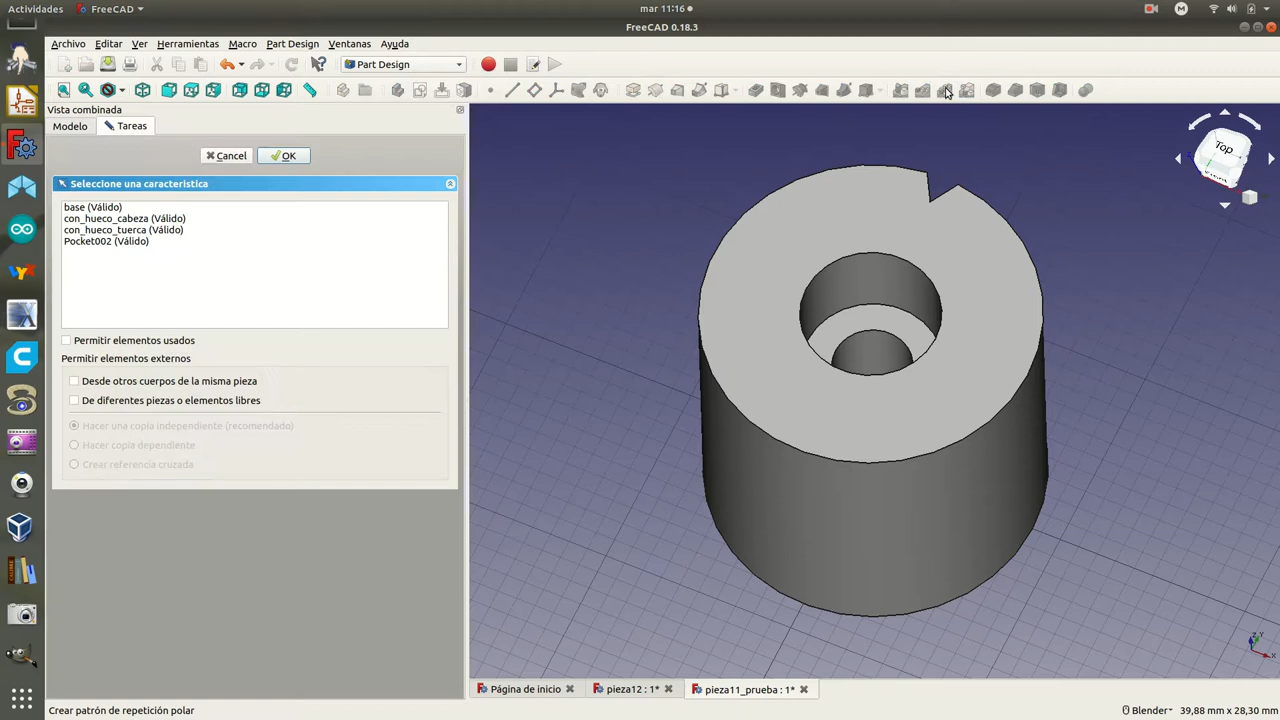 Actividades
FreeCAD
mar 11:16
FreeCAD 0.18.3
Archivo Editar Ver Herramientas Macro Part Design Ventanas Ayuda
Part Design
Vista combinada
Modelo
Tareas
Cancel
OK
Seleccione una característica
base (Válido)
con_hueco_cabeza (Válido)
con_hueco_tuerca (Válido)
Pocket002 (Válido)
Permitir elementos usados
Permitir elementos externos
Desde otros cuerpos de la misma pieza
De diferentes piezas o elementos libres
Hacer una copia independiente (recomendado)
Hacer copia dependiente
Crear referencia cruzada
Top
Página de inicio
pieza12 : 1*
pieza11_prueba : 1*
Crear patrón de repetición polar
Blender
39,88 mm x 28,30 mm